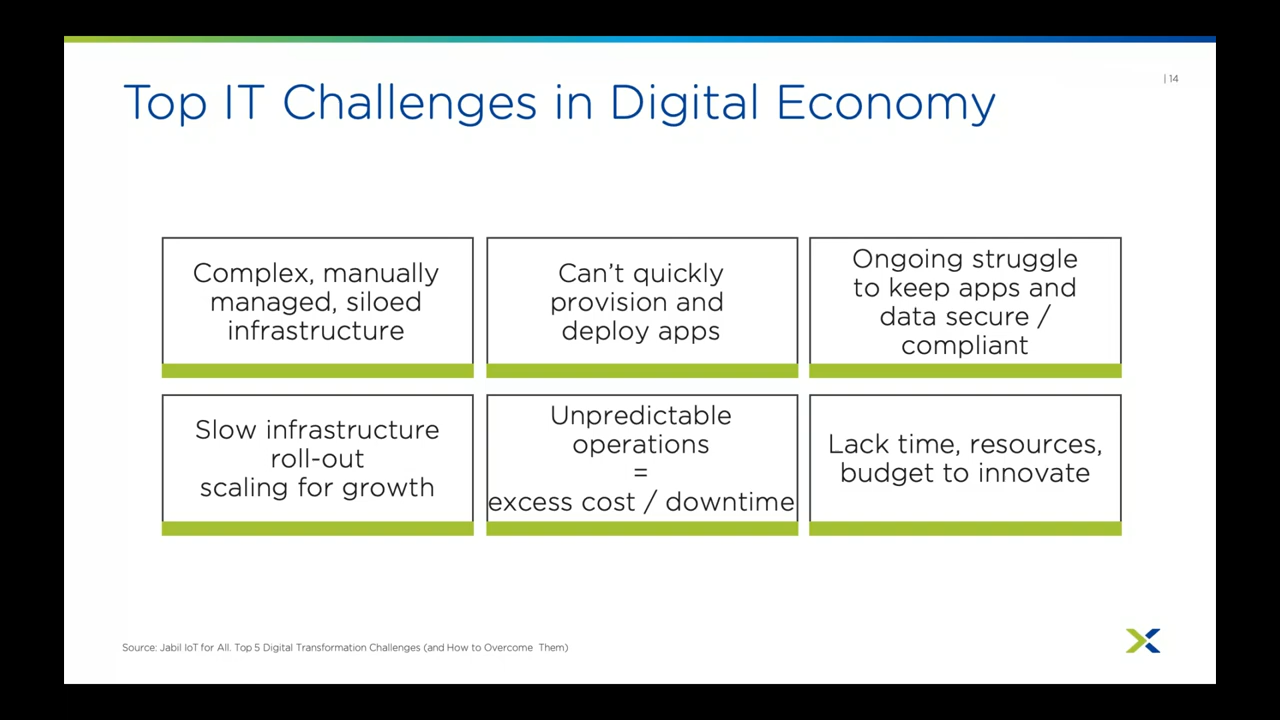 | 14
Top IT Challenges in Digital Economy
Complex, manually
managed, siloed
infrastructure
Can’t quickly
provision and
deploy apps
Ongoing struggle
to keep apps and
data secure /
compliant
Slow infrastructure
roll-out
scaling for growth
Unpredictable
operations
=
excess cost / downtime
Lack time, resources,
budget to innovate
Source: Jabil IoT for All. Top 5 Digital Transformation Challenges (and How to Overcome Them)